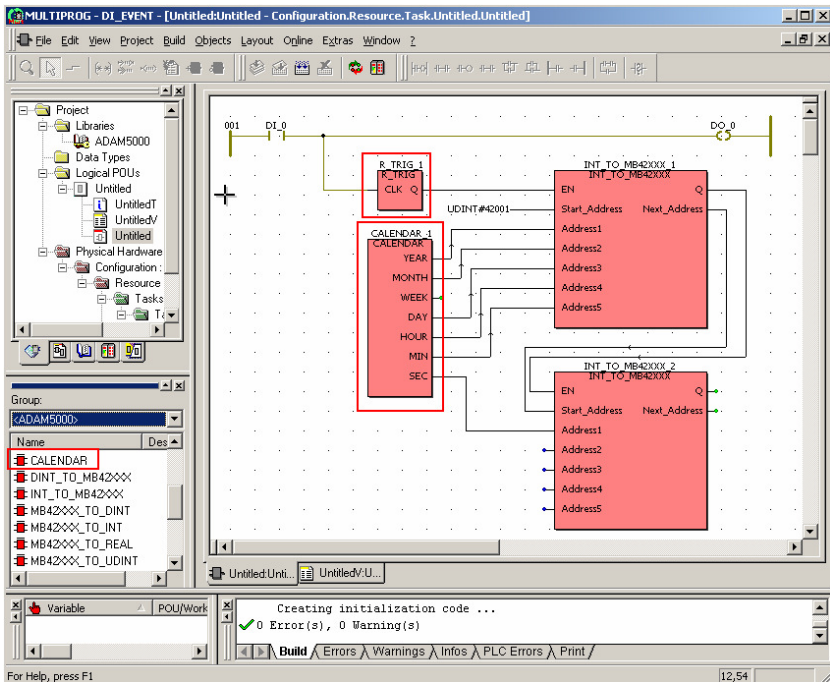 MULTIPROG - DI_EVENT - [Untitled:Untitled - Configuration.Resource.Task.Untitled.Untitled]
File Edit View Project Build Objects Layout Online Extras Window ?
Project
Libraries
ADAM5000
Data Types
Logical POUs
Untitled
UntitledT
UntitledV
Untitled
Physical Hardware
Configuration :
Resource
Tasks
Group:
<ADAM5000>
Name Des
CALENDAR
DINT_TO_MB42XXX
INT_TO_MB42XXX
MB42XXX_TO_DINT
MB42XXX_TO_INT
MB42XXX_TO_REAL
MB42XXX_TO_UDINT
001 DI_0 DO_0
R_TRIG_1
R_TRIG
CLK Q
CALENDAR_1
CALENDAR
YEAR
MONTH
WEEK
DAY
HOUR
MIN
SEC
INT_TO_MB42XXX_1
INT_TO_MB42XXX
EN Q
UDINT#42001 Start_Address Next_Address
Address1
Address2
Address3
Address4
Address5
INT_TO_MB42XXX_2
INT_TO_MB42XXX
EN Q
Start_Address Next_Address
Address1
Address2
Address3
Address4
Address5
Untitled:Unti... UntitledV:U...
Variable POU/Work
Creating initialization code ...
0 Error(s), 0 Warning(s)
Build Errors Warnings Infos PLC Errors Print
For Help, press F1
12,54